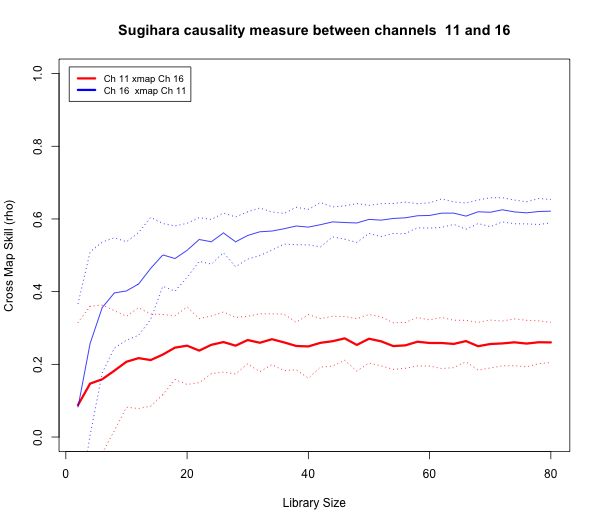 Sugihara causality measure between channels  11 and 16
Ch 11 xmap Ch 16
Ch 16  xmap Ch 11
Cross Map Skill (rho)
1.0
0.8
0.6
0.4
0.2
0.0
0 20 40 60 80
Library Size